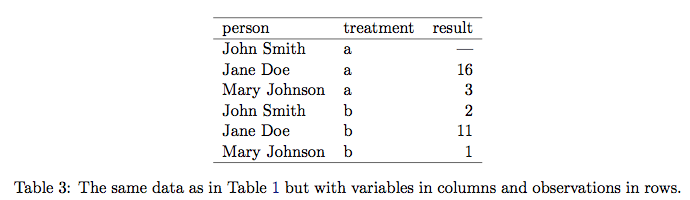 person treatment result
John Smith a —
Jane Doe a 16
Mary Johnson a 3
John Smith b 2
Jane Doe b 11
Mary Johnson b 1
Table 3: The same data as in Table 1 but with variables in columns and observations in rows.